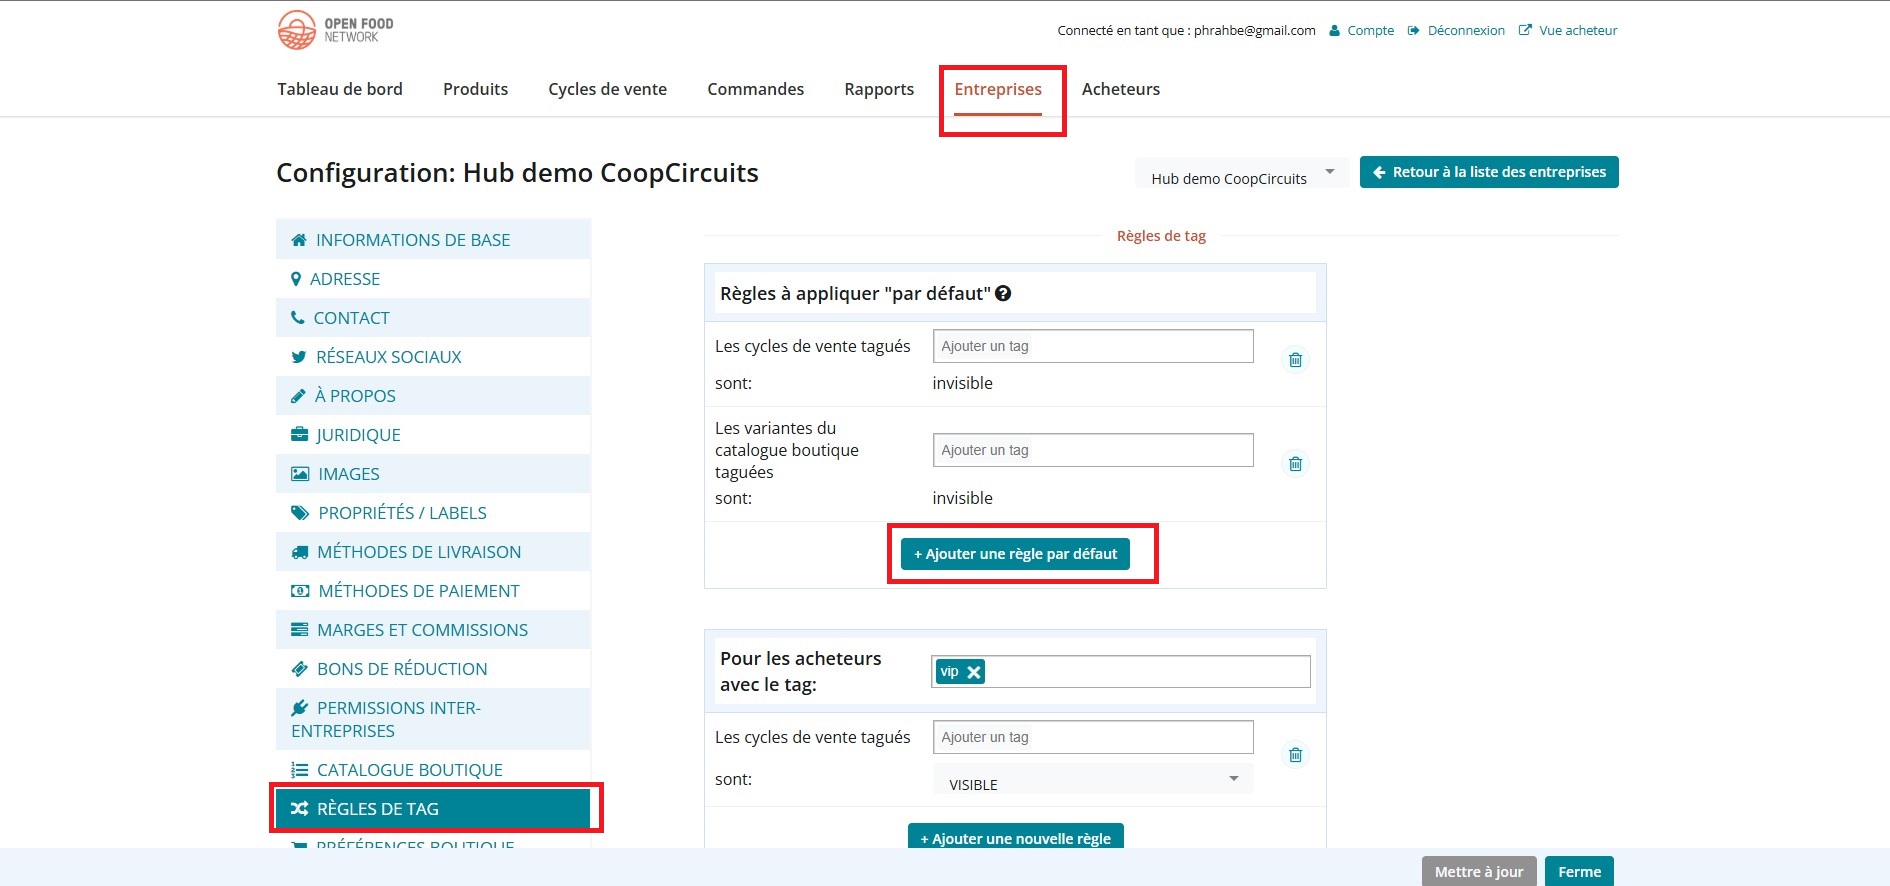 OPEN FOOD
NETWORK
Connecté en tant que : phrahbe@gmail.com Compte Déconnexion Vue acheteur
Tableau de bord Produits Cycles de vente Commandes Rapports Entreprises Acheteurs
Configuration: Hub demo CoopCircuits
Hub demo CoopCircuits
Retour à la liste des entreprises
INFORMATIONS DE BASE
ADRESSE
CONTACT
RÉSEAUX SOCIAUX
À PROPOS
JURIDIQUE
IMAGES
PROPRIÉTÉS / LABELS
MÉTHODES DE LIVRAISON
MÉTHODES DE PAIEMENT
MARGES ET COMMISSIONS
BONS DE RÉDUCTION
PERMISSIONS INTER-
ENTREPRISES
CATALOGUE BOUTIQUE
RÈGLES DE TAG
PRÉFÉRENCES BOUTIQUE
Règles de tag
Règles à appliquer "par défaut"
Les cycles de vente tagués Ajouter un tag
sont: invisible
Les variantes du
catalogue boutique
taguées
Ajouter un tag
sont: invisible
+ Ajouter une règle par défaut
Pour les acheteurs
avec le tag:
vip
Les cycles de vente tagués Ajouter un tag
sont: VISIBLE
+ Ajouter une nouvelle règle
Mettre à jour Ferme